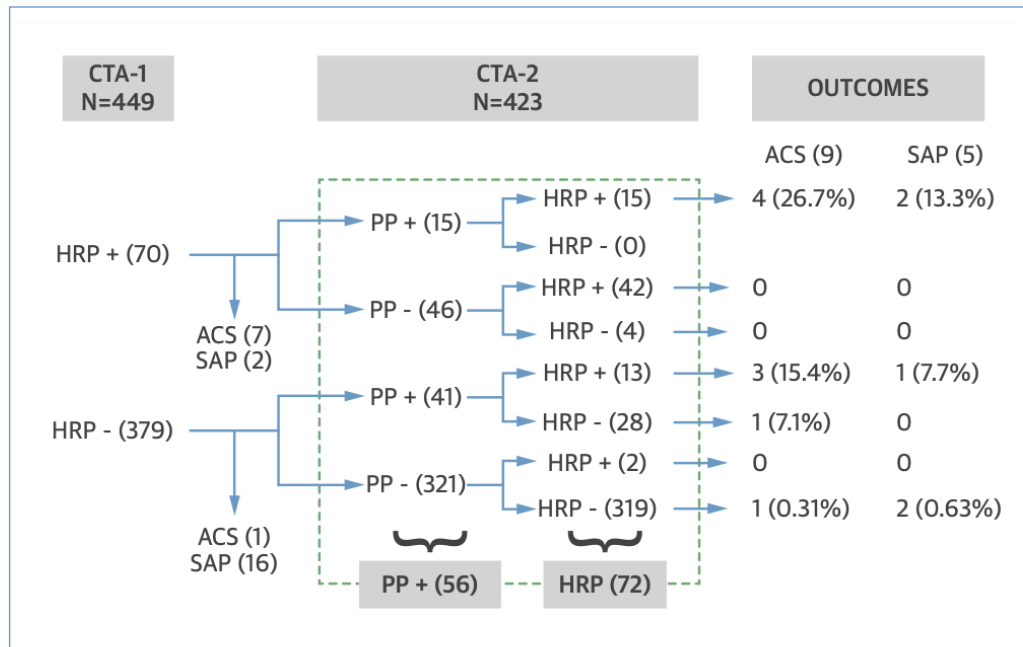 CTA-1
N=449
CTA-2
N=423
OUTCOMES
ACS (9) SAP (5)
HRP + (15) 4 (26.7%) 2 (13.3%)
PP + (15)
HRP - (0)
HRP + (70)
HRP + (42) 0 0
PP - (46)
HRP - (4) 0 0
ACS (7)
SAP (2)
HRP + (13) 3 (15.4%) 1 (7.7%)
PP + (41)
HRP - (28) 1 (7.1%) 0
HRP - (379)
HRP + (2) 0 0
PP - (321)
HRP - (319) 1 (0.31%) 2 (0.63%)
ACS (1)
SAP (16)
PP + (56) HRP (72)